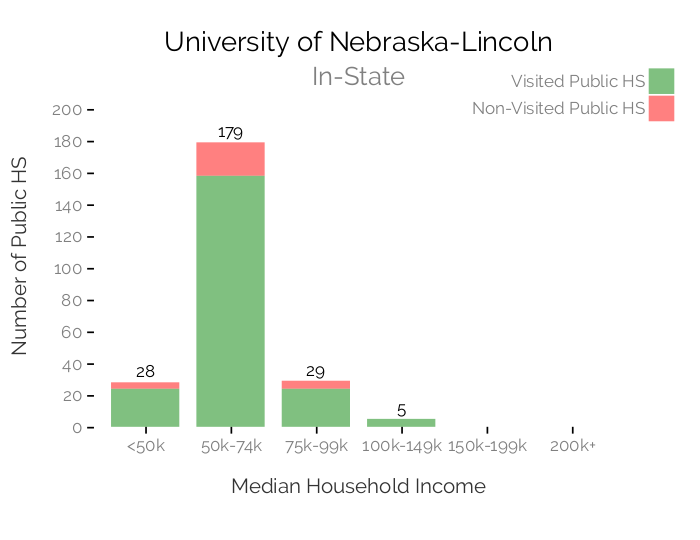 University of Nebraska-Lincoln
In-State
Visited Public HS
Non-Visited Public HS
Number of Public HS
200
180
160
140
120
100
80
60
40
20
0
28
179
29
5
<50k
50k-74k
75k-99k
100k-149k
150k-199k
200k+
Median Household Income